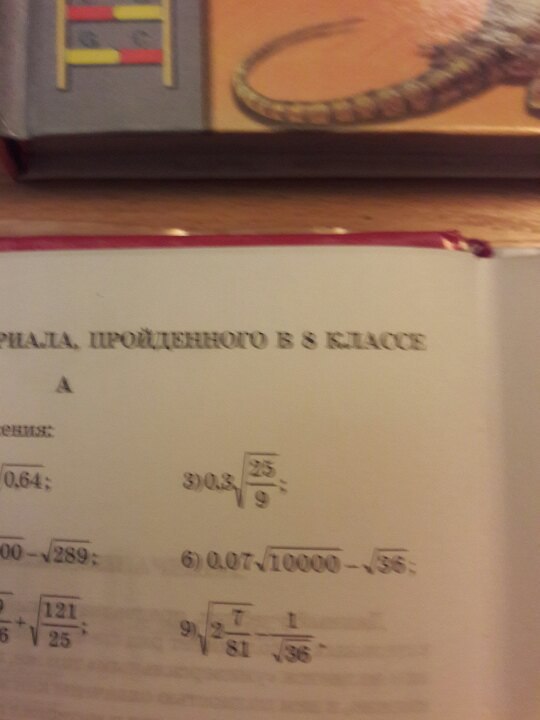 G C
РИАЛА, ПРОЙДЕННОГО В 8 КЛАССЕ
А
ения:
√0,64; 3) 0,3√(25/9);
00 − √289; 6) 0,07√10000 − √36;
+ √(121/25); 9) √(2 7/81) − 1/√36.